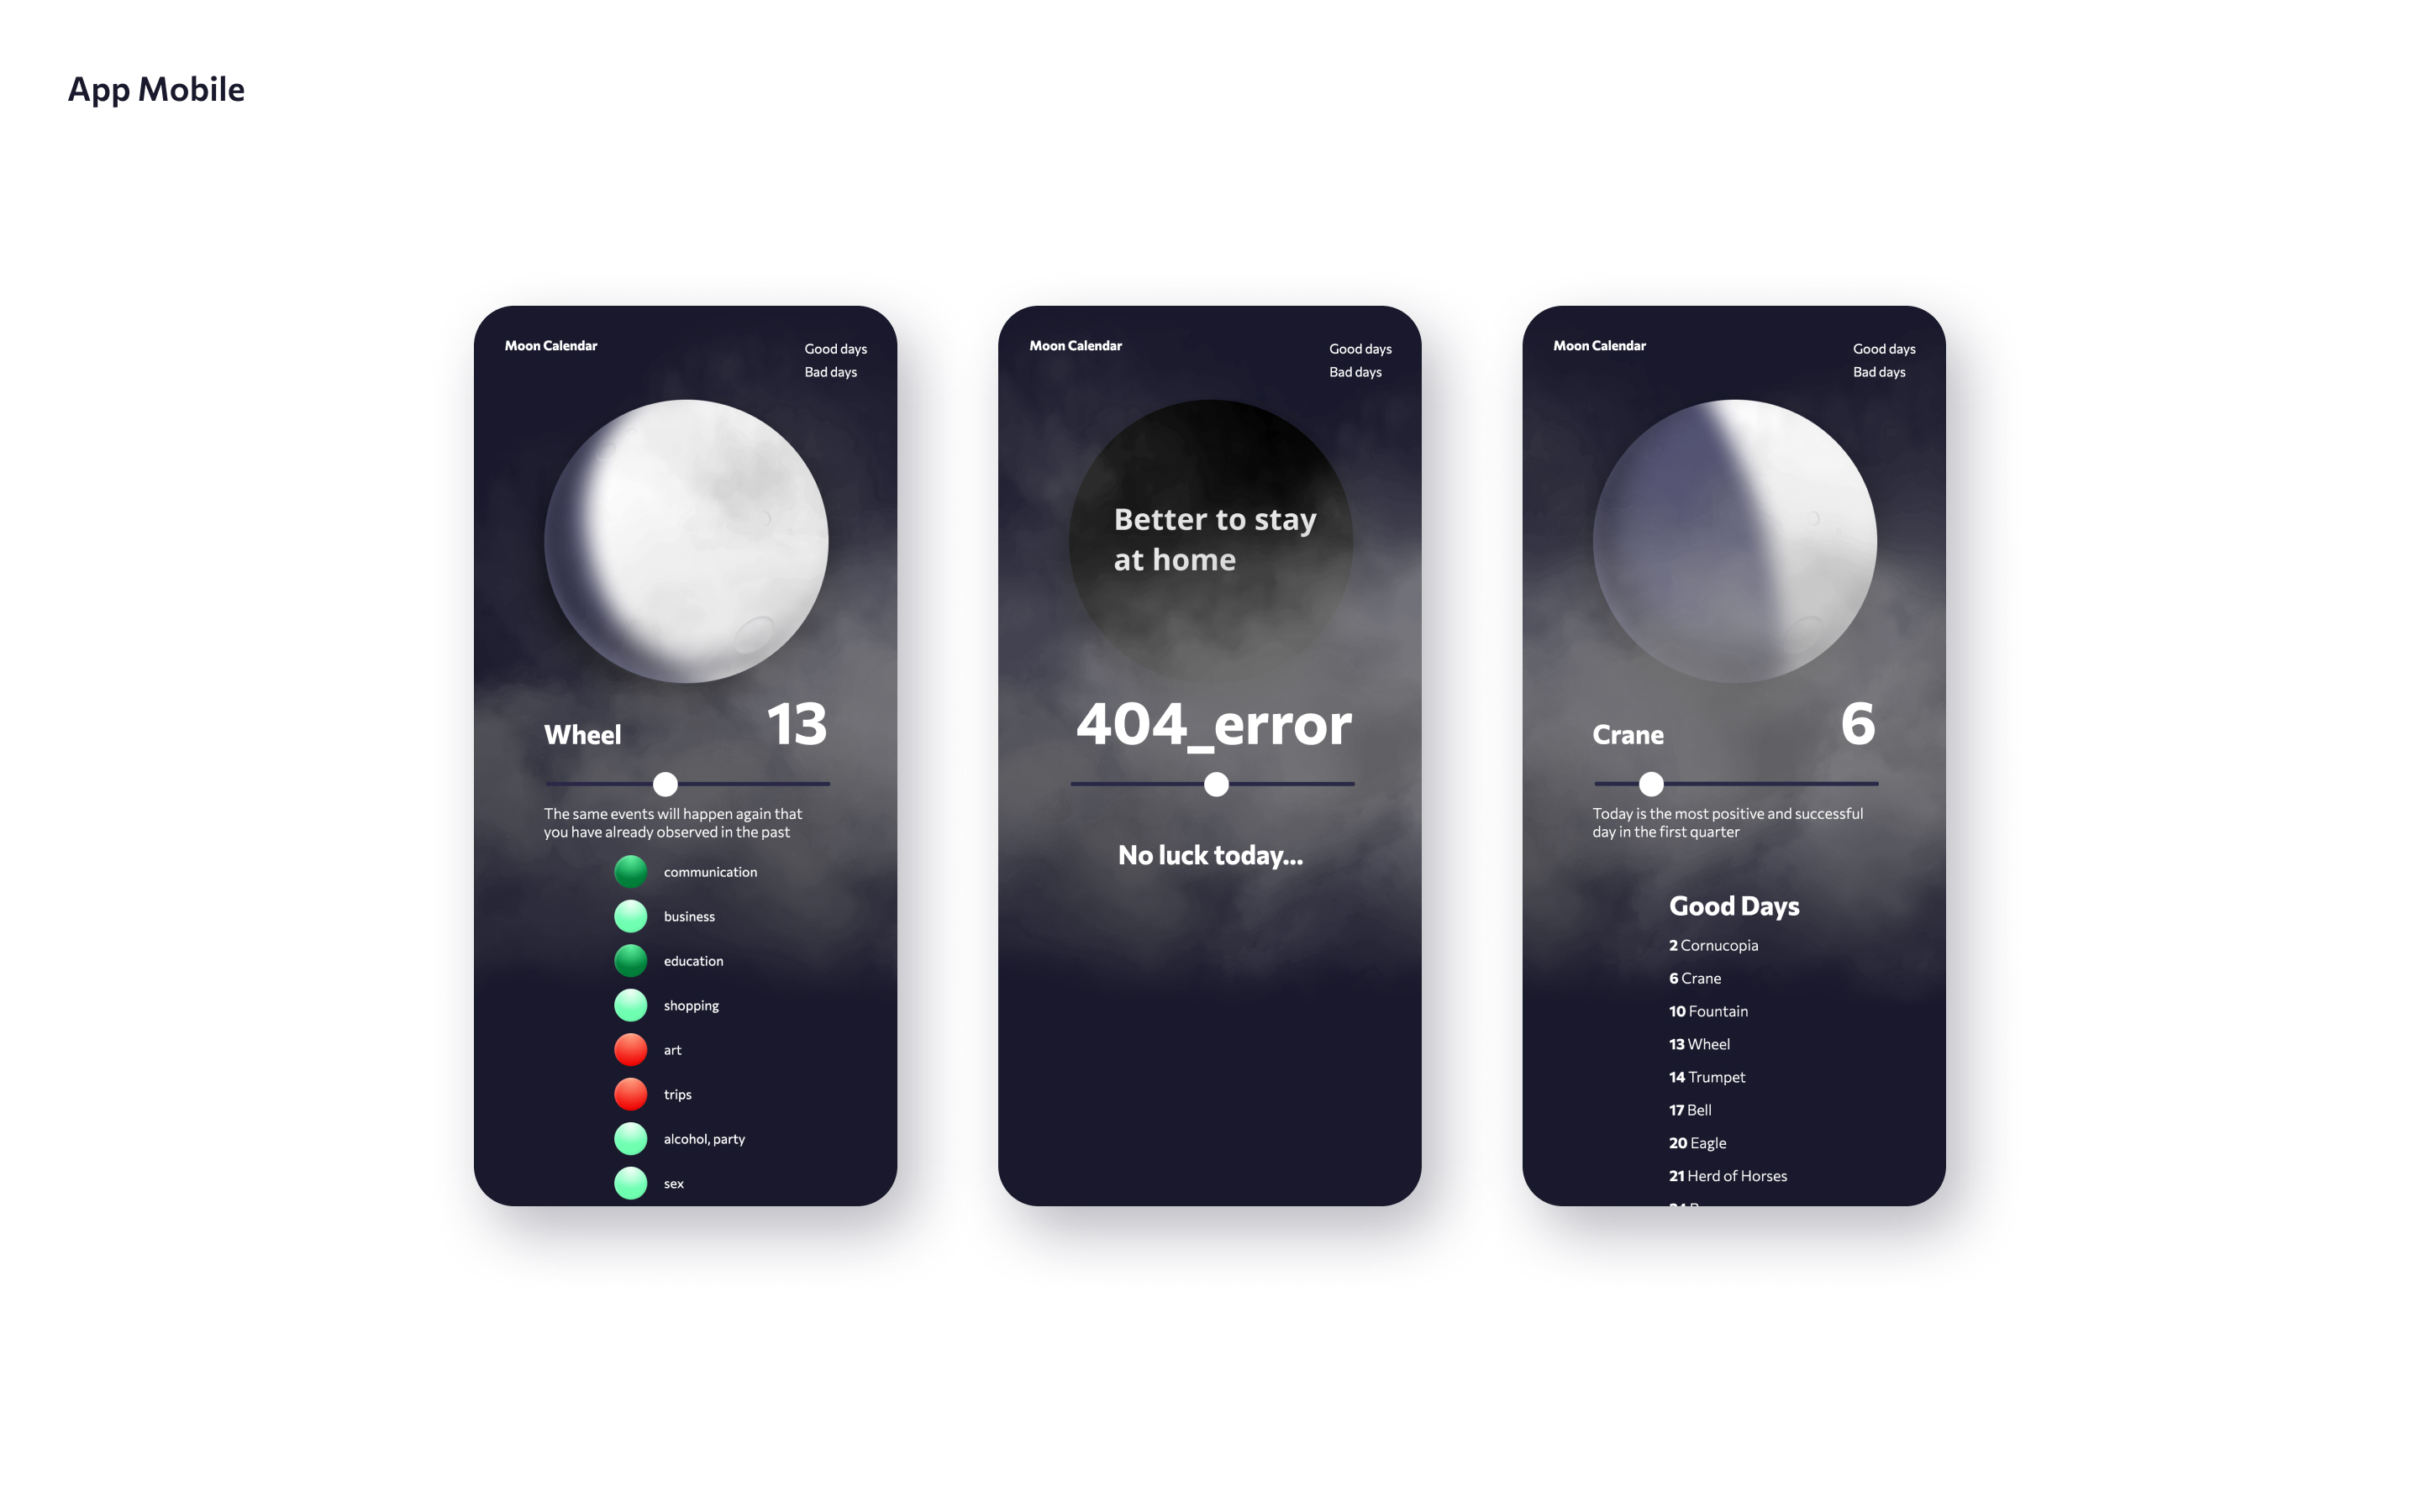 App Mobile
Moon Calendar
Good days
Bad days
Wheel
13
The same events will happen again that
you have already observed in the past
communication
business
education
shopping
art
trips
alcohol, party
sex
Moon Calendar
Good days
Bad days
Better to stay
at home
404_error
No luck today...
Moon Calendar
Good days
Bad days
Crane
6
Today is the most positive and successful
day in the first quarter
Good Days
2 Cornucopia
6 Crane
10 Fountain
13 Wheel
14 Trumpet
17 Bell
20 Eagle
21 Herd of Horses